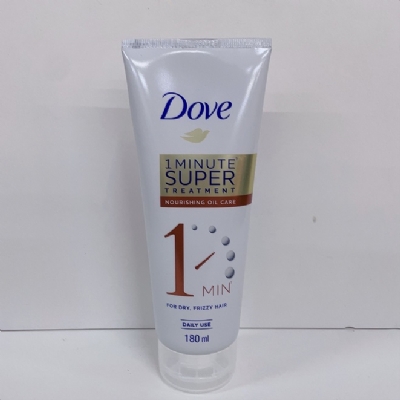 Dove
1 MINUTE
SUPER
TREATMENT
NOURISHING OIL CARE
1
MIN
FOR DRY, FRIZZY HAIR
DAILY USE
180 ml